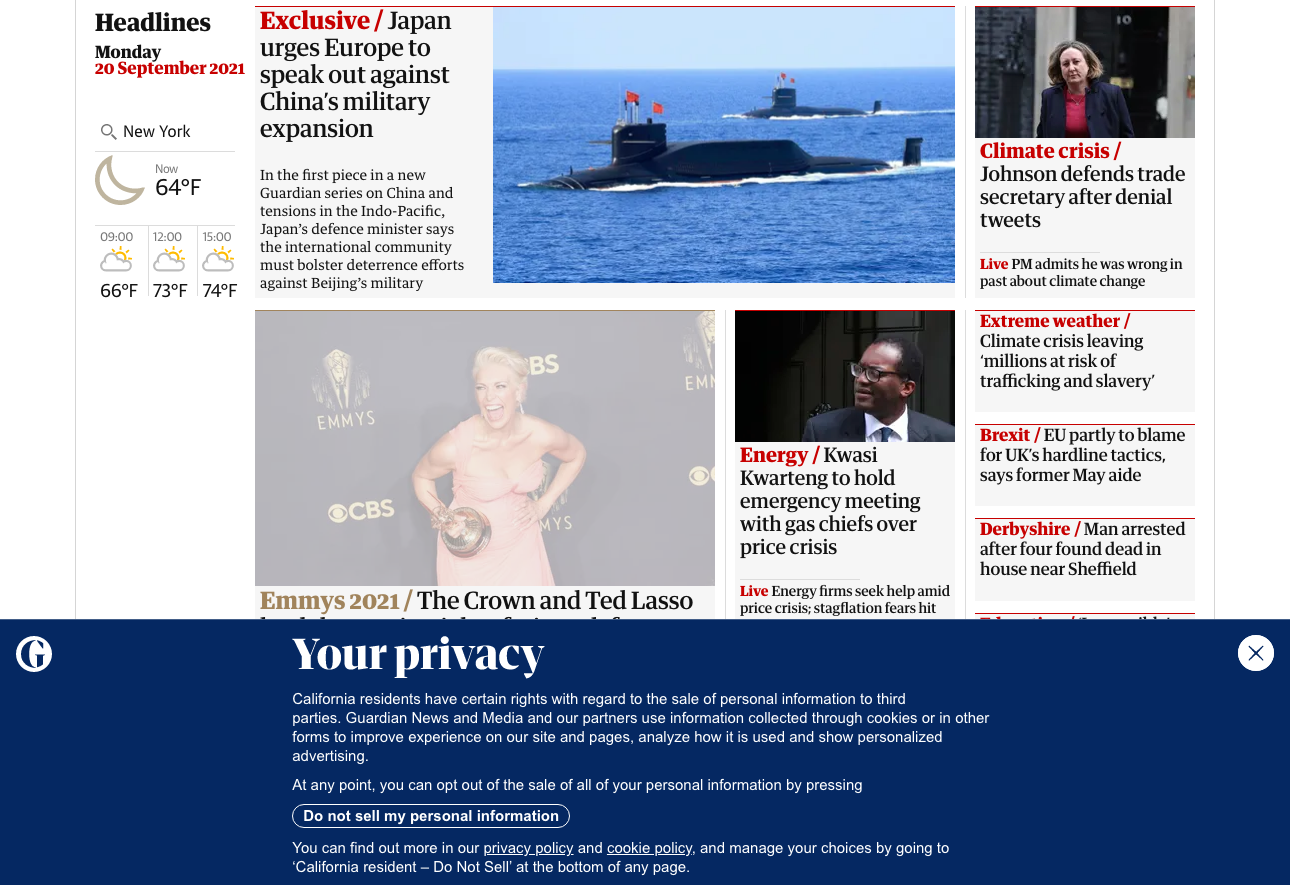 Headlines
Monday
20 September 2021
New York
Now
64°F
09:00 12:00 15:00
66°F 73°F 74°F
Exclusive / Japan
urges Europe to
speak out against
China’s military
expansion
In the first piece in a new
Guardian series on China and
tensions in the Indo-Pacific,
Japan’s defence minister says
the international community
must bolster deterrence efforts
against Beijing’s military
10
Climate crisis /
Johnson defends trade
secretary after denial
tweets
Live PM admits he was wrong in
past about climate change
EMMYS
CBS
EMM
CBS
MYS
Emmys 2021 / The Crown and Ted Lasso
Energy / Kwasi
Kwarteng to hold
emergency meeting
with gas chiefs over
price crisis
Live Energy firms seek help amid
price crisis; stagflation fears hit
Extreme weather /
Climate crisis leaving
‘millions at risk of
trafficking and slavery’
Brexit / EU partly to blame
for UK’s hardline tactics,
says former May aide
Derbyshire / Man arrested
after four found dead in
house near Sheffield
Your privacy
California residents have certain rights with regard to the sale of personal information to third
parties. Guardian News and Media and our partners use information collected through cookies or in other
forms to improve experience on our site and pages, analyze how it is used and show personalized
advertising.
At any point, you can opt out of the sale of all of your personal information by pressing
Do not sell my personal information
You can find out more in our privacy policy and cookie policy, and manage your choices by going to
‘California resident – Do Not Sell’ at the bottom of any page.